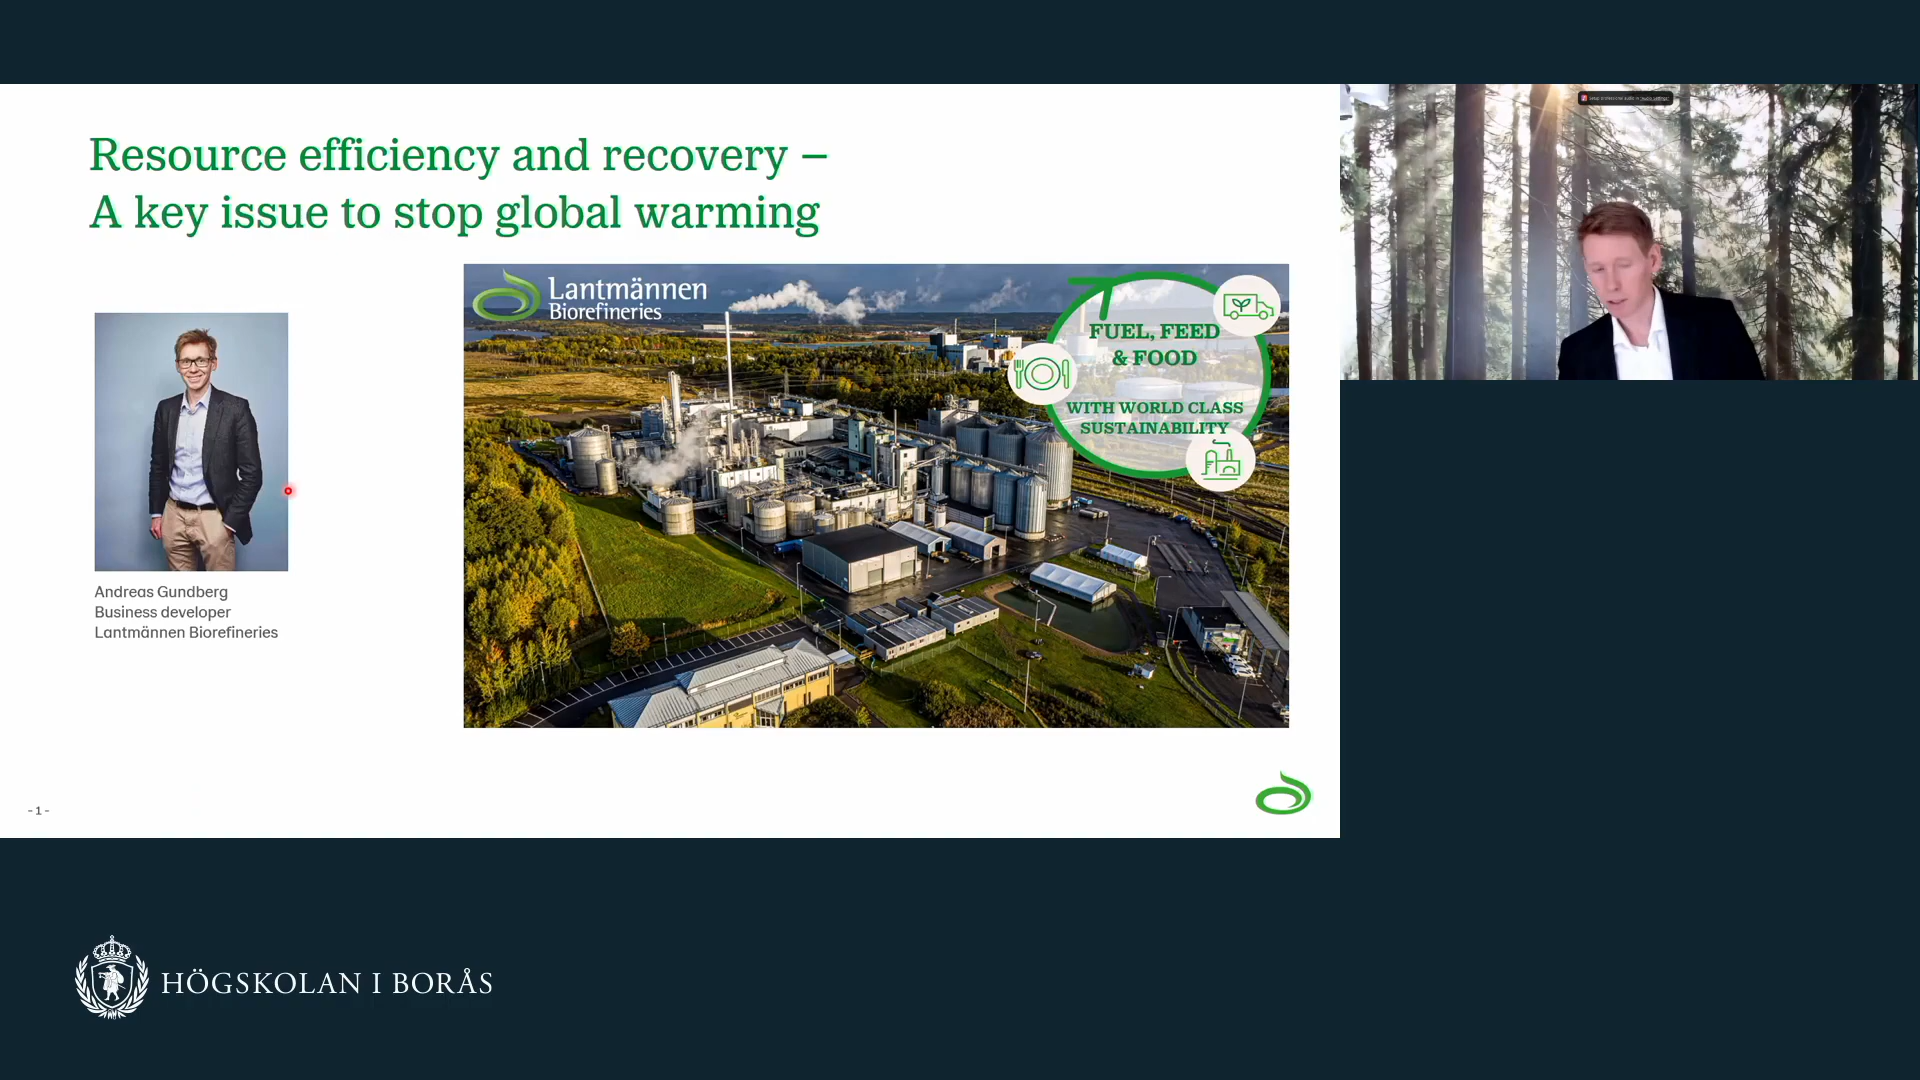 Resource efficiency and recovery –
A key issue to stop global warming
Lantmännen
Biorefineries
FUEL, FEED
& FOOD
WITH WORLD CLASS
SUSTAINABILITY
Andreas Gundberg
Business developer
Lantmännen Biorefineries
- 1 -
HÖGSKOLAN I BORÅS